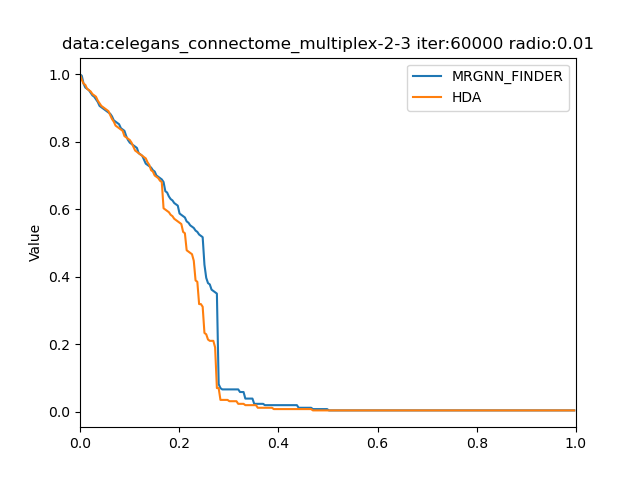 data:celegans_connectome_multiplex-2-3 iter:60000 radio:0.01
MRGNN_FINDER
HDA
Value
1.0
0.8
0.6
0.4
0.2
0.0
0.0 0.2 0.4 0.6 0.8 1.0